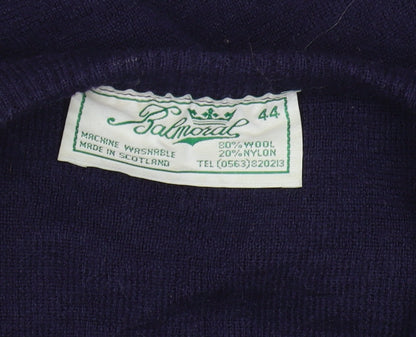 Balmoral 44
MACHINE WASHABLE 80% WOOL
MADE IN SCOTLAND 20% NYLON
TEL (0563) 820213